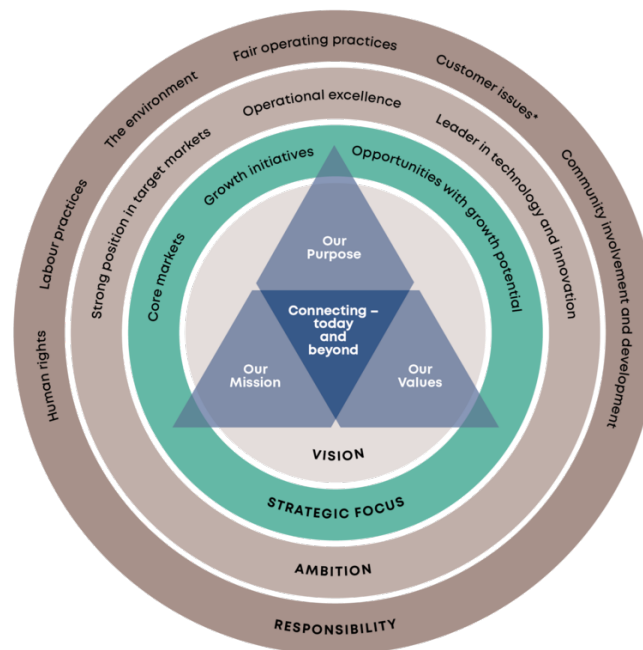 Human rights
Labour practices
The environment
Fair operating practices
Customer issues*
Community involvement and development
Strong position in target markets
Operational excellence
Leader in technology and innovation
Core markets
Growth initiatives
Opportunities with growth potential
Our
Purpose
Connecting –
today
and
beyond
Our
Mission
Our
Values
VISION
STRATEGIC FOCUS
AMBITION
RESPONSIBILITY